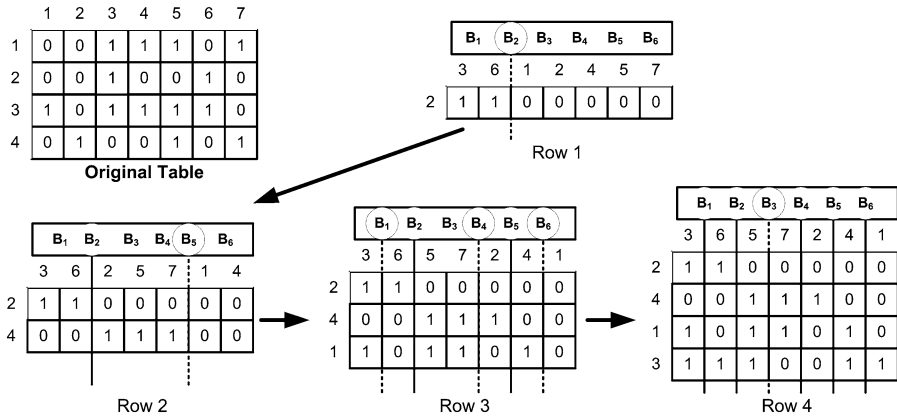 1 2 3 4 5 6 7
1 0 0 1 1 1 0 1
2 0 0 1 0 0 1 0
3 1 0 1 1 1 1 0
4 0 1 0 0 1 0 1
Original Table
B1 B2 B3 B4 B5 B6
3 6 1 2 4 5 7
2 1 1 0 0 0 0 0
Row 1
B1 B2 B3 B4 B5 B6
3 6 2 5 7 1 4
2 1 1 0 0 0 0 0
4 0 0 1 1 1 0 0
Row 2
B1 B2 B3 B4 B5 B6
3 6 5 7 2 4 1
2 1 1 0 0 0 0 0
4 0 0 1 1 1 0 0
1 1 0 1 1 0 1 0
Row 3
B1 B2 B3 B4 B5 B6
3 6 5 7 2 4 1
2 1 1 0 0 0 0 0
4 0 0 1 1 1 0 0
1 1 0 1 1 0 1 0
3 1 1 1 0 0 1 1
Row 4